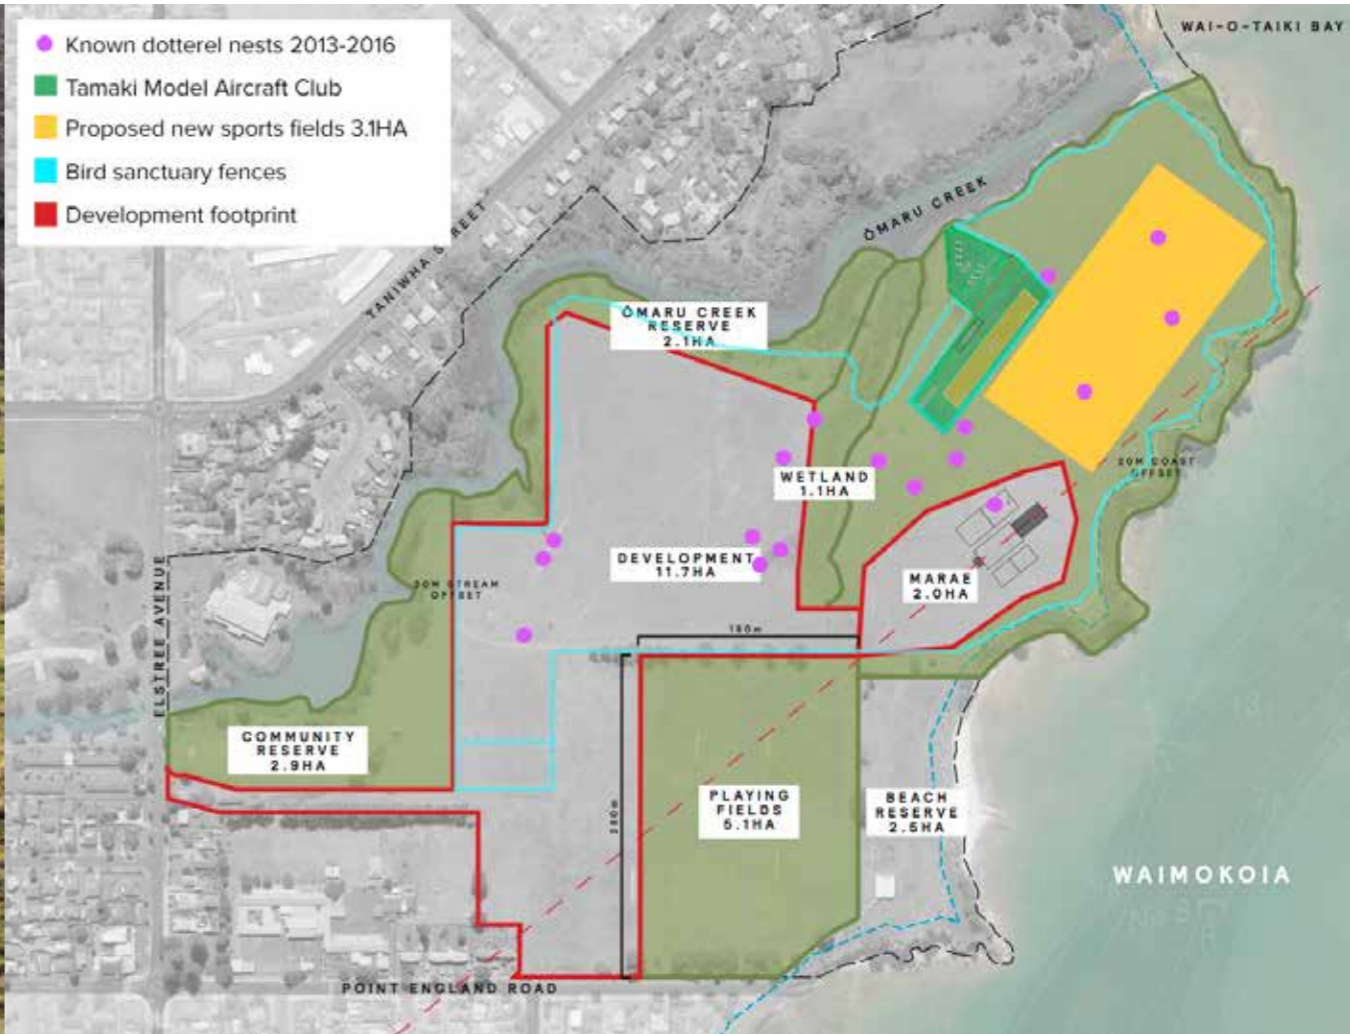 Known dotterel nests 2013-2016
Tamaki Model Aircraft Club
Proposed new sports fields 3.1HA
Bird sanctuary fences
Development footprint
WAI-O-TAIKI BAY
TANIWHA STREET
ŌMARU CREEK
ŌMARU CREEK
RESERVE
2.1HA
20M COAST
OFFSET
WETLAND
1.1HA
DEVELOPMENT
11.7HA
MARAE
2.0HA
STREAM
OFFSET
ELSTREE AVENUE
COMMUNITY
RESERVE
2.9HA
PLAYING
FIELDS
5.1HA
BEACH
RESERVE
2.5HA
WAIMOKOIA
POINT ENGLAND ROAD